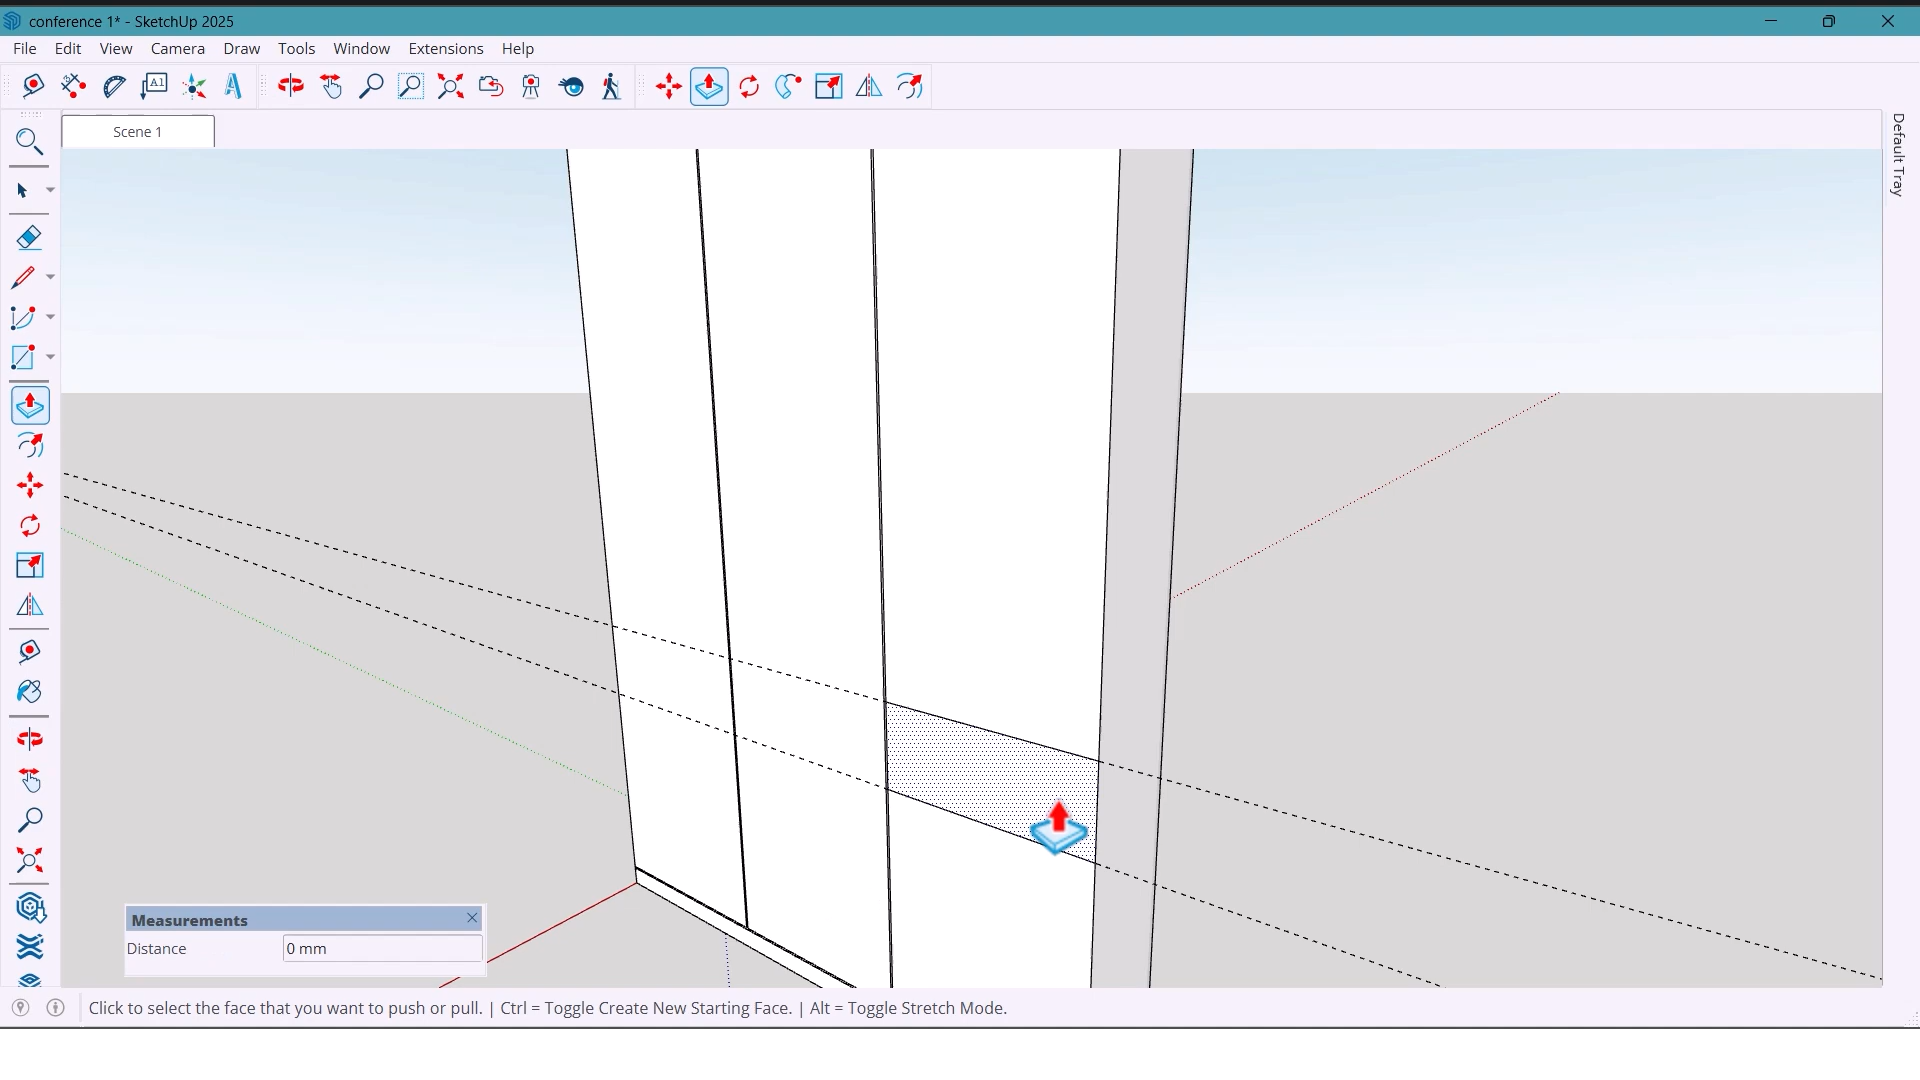 conference 1* - SketchUp 2025
File Edit View Camera Draw Tools Window Extensions Help
A1
Scene 1
Default Tray
Measurements
Distance 0 mm
Click to select the face that you want to push or pull. | Ctrl = Toggle Create New Starting Face. | Alt = Toggle Stretch Mode.